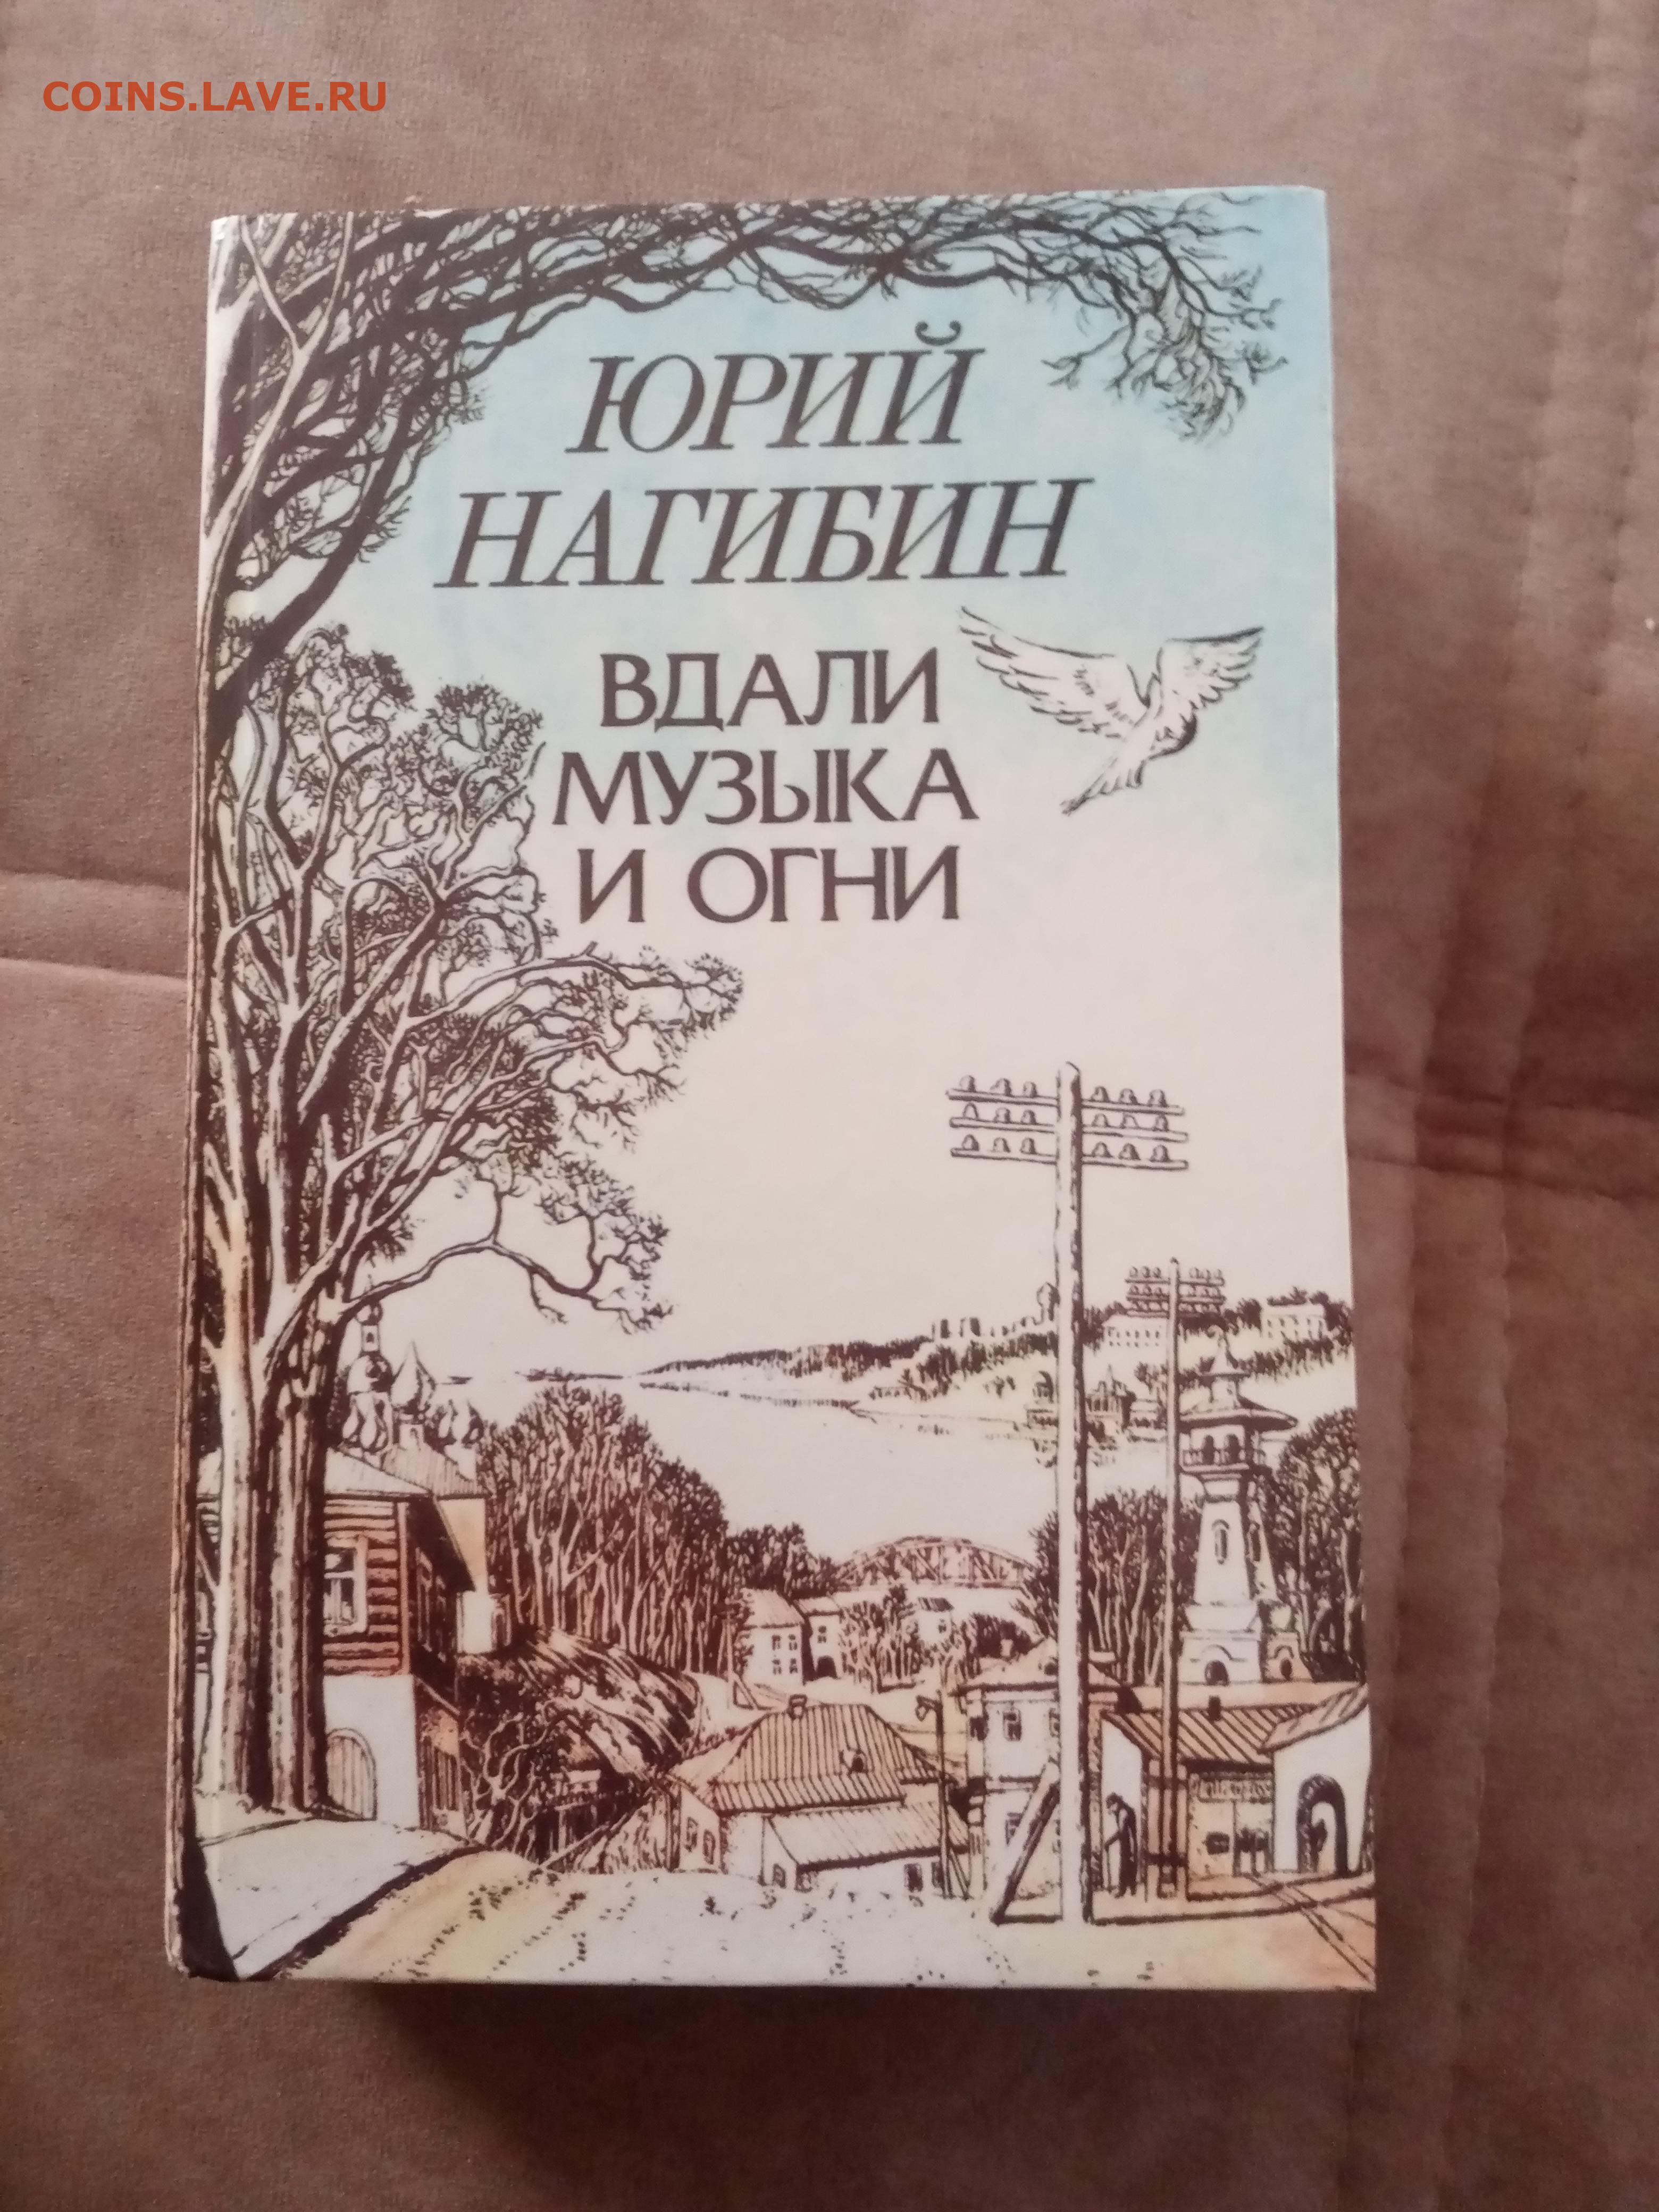 COINS.LAVE.RU
ЮРИЙ
НАГИБИН
ВДАЛИ
МУЗЫКА
И ОГНИ